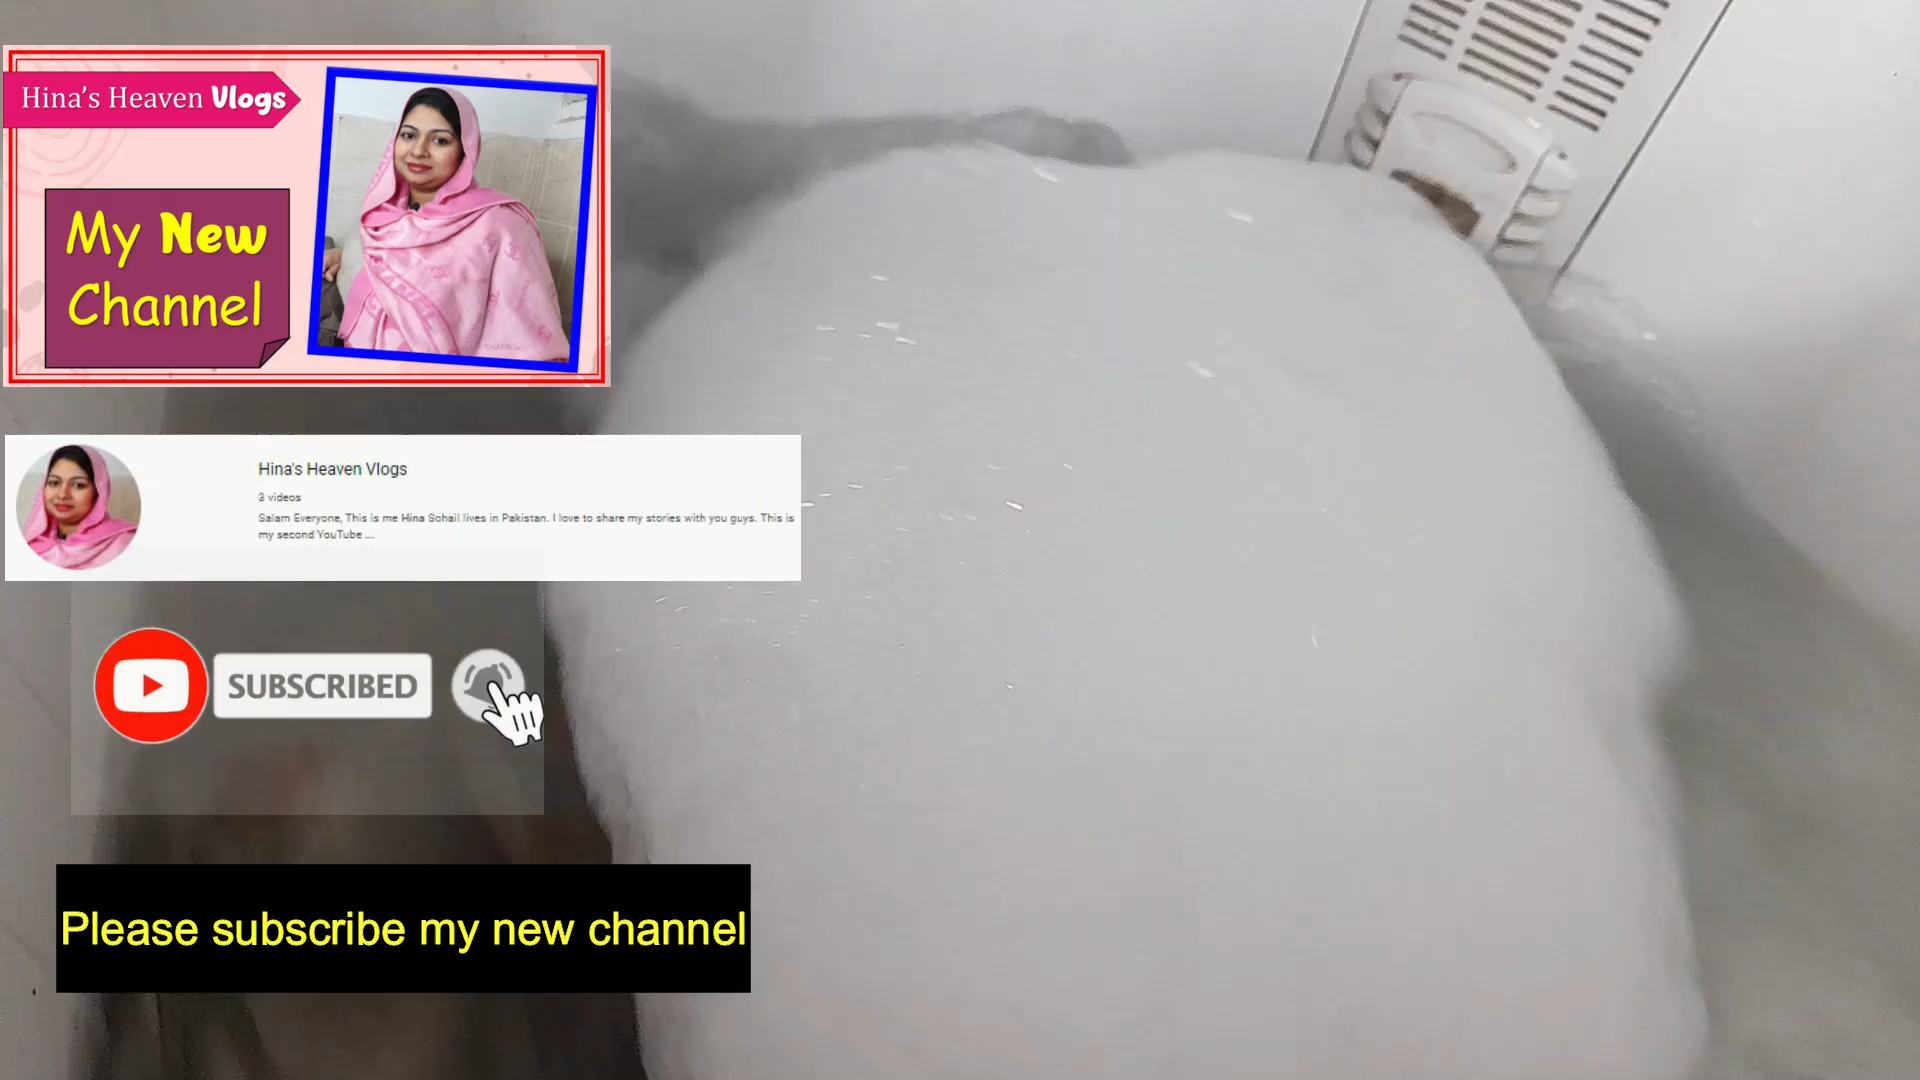 Hina's Heaven Vlogs
My New
Channel
Hina's Heaven Vlogs
3 videos
Salam Everyone, This is me Hina Sohail lives in Pakistan. I love to share my stories with you guys. This is
my second YouTube ...
SUBSCRIBED
Please subscribe my new channel